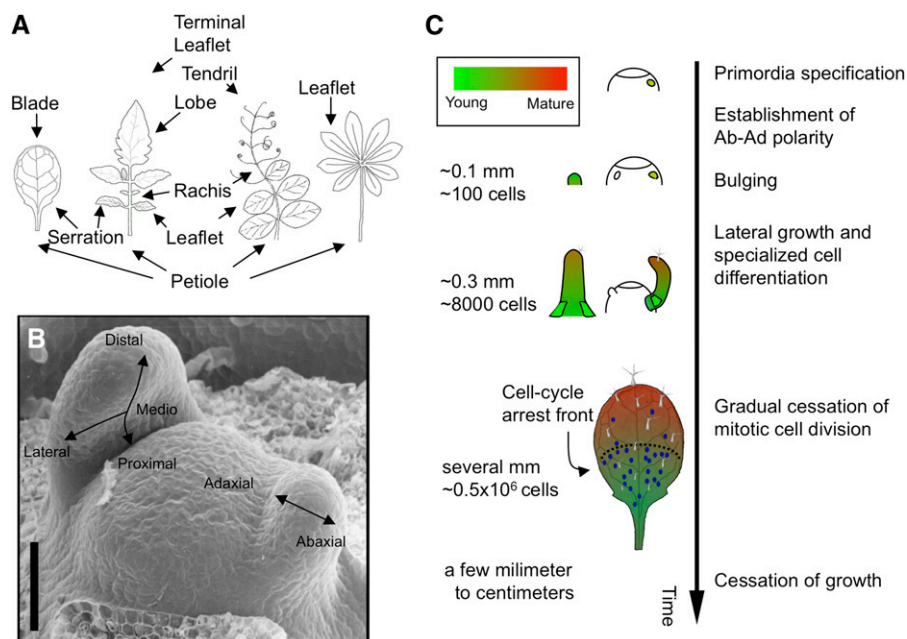 A
Terminal
Leaflet
Tendril
Leaflet
Blade
Lobe
Rachis
Serration
Leaflet
Petiole
B
Distal
Medio
Lateral
Proximal
Adaxial
Abaxial
C
Young
Mature
Primordia specification
Establishment of
Ab-Ad polarity
~0.1 mm
~100 cells
Bulging
Lateral growth and
specialized cell
differentiation
~0.3 mm
~8000 cells
Cell-cycle
arrest front
Gradual cessation of
mitotic cell division
several mm
~0.5x10⁶ cells
a few milimeter
to centimeters
Cessation of growth
Time